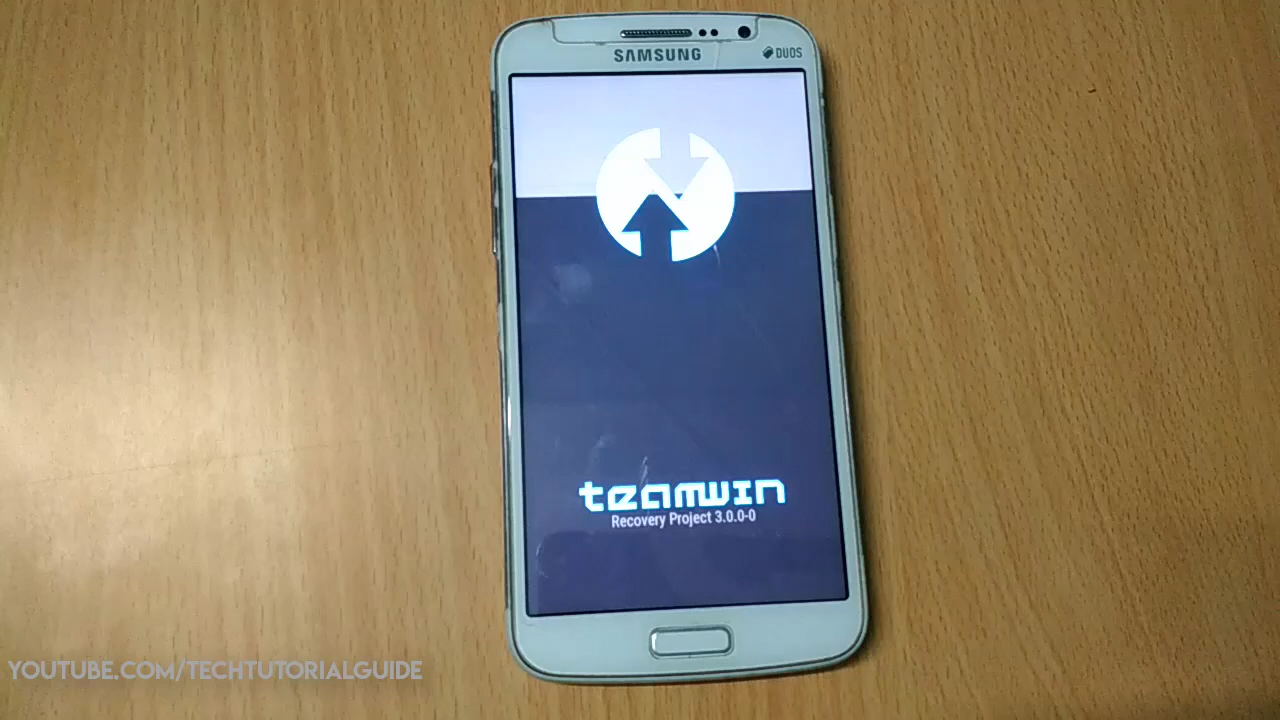 SAMSUNG
DUOS
teamwin
Recovery Project 3.0.0-0
YOUTUBE.COM/TECHTUTORIALGUIDE